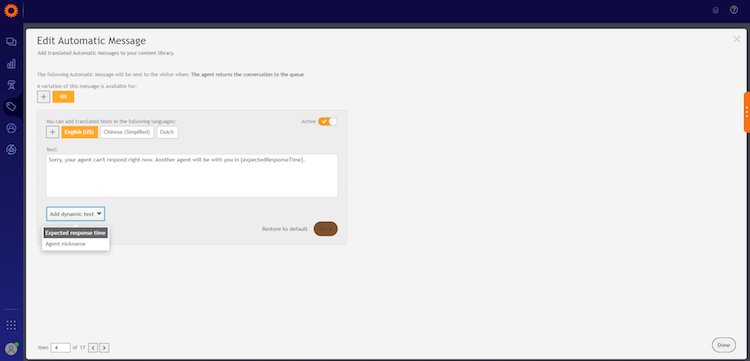 Edit Automatic Message
Add translated Automatic Messages to your content library.
The following Automatic Message will be sent to the visitor when: The agent returns the conversation to the queue
A variation of this message is available for:
You can add translated texts in the following languages:
Active
English (US)
Chinese (Simplified)
Dutch
Text:
Sorry, your agent can't respond right now. Another agent will be with you in {expectedResponseTime}.
Add dynamic text
Expected response time
Agent nickname
Restore to default
Item 4 of 17
Done